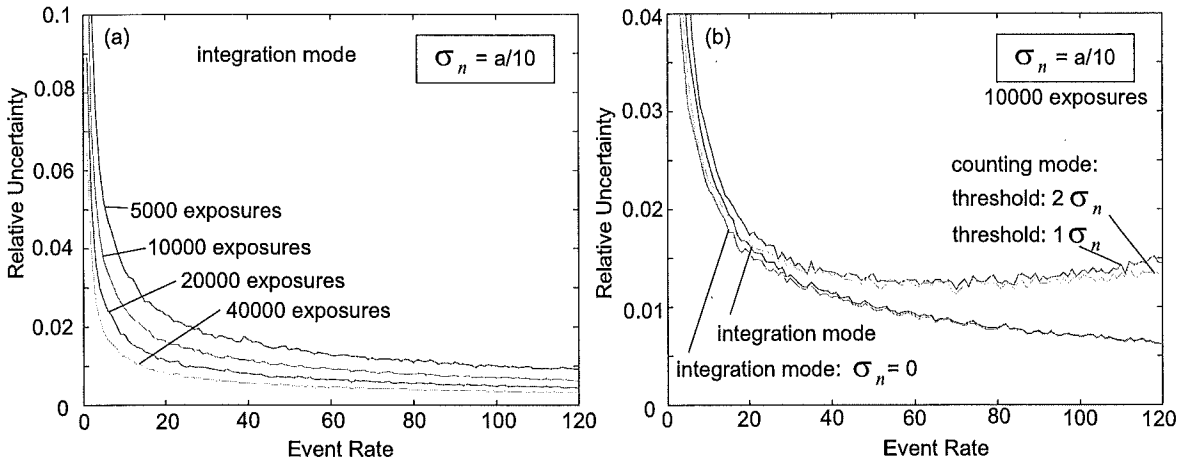 (a)
integration mode
σn = a/10
0.1
0.08
0.06
0.04
0.02
0
Relative Uncertainty
5000 exposures
10000 exposures
20000 exposures
40000 exposures
0 20 40 60 80 100 120
Event Rate
(b)
σn = a/10
10000 exposures
0.04
0.03
0.02
0.01
0
Relative Uncertainty
counting mode:
threshold: 2 σn
threshold: 1 σn
integration mode
integration mode: σn = 0
0 20 40 60 80 100 120
Event Rate